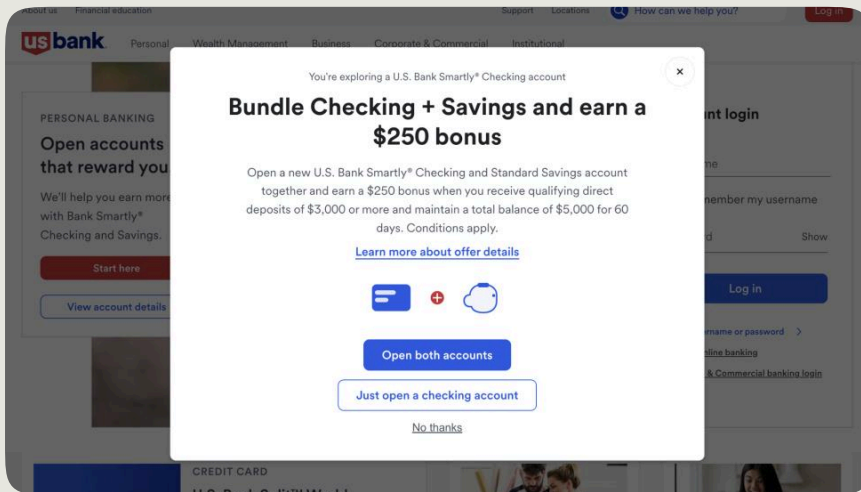 About us Financial education Support Locations How can we help you? Log in
us bank Personal Wealth Management Business Corporate & Commercial Institutional
You're exploring a U.S. Bank Smartly® Checking account
Bundle Checking + Savings and earn a
$250 bonus
Open a new U.S. Bank Smartly® Checking and Standard Savings account
together and earn a $250 bonus when you receive qualifying direct
deposits of $3,000 or more and maintain a total balance of $5,000 for 60
days. Conditions apply.
Learn more about offer details
Open both accounts
Just open a checking account
No thanks
PERSONAL BANKING
Open accounts
that reward you
We'll help you earn more
with Bank Smartly®
Checking and Savings.
Start here
View account details
login
my username
Show
Log in
or password
banking
& Commercial banking login
CREDIT CARD
U.S. Bank